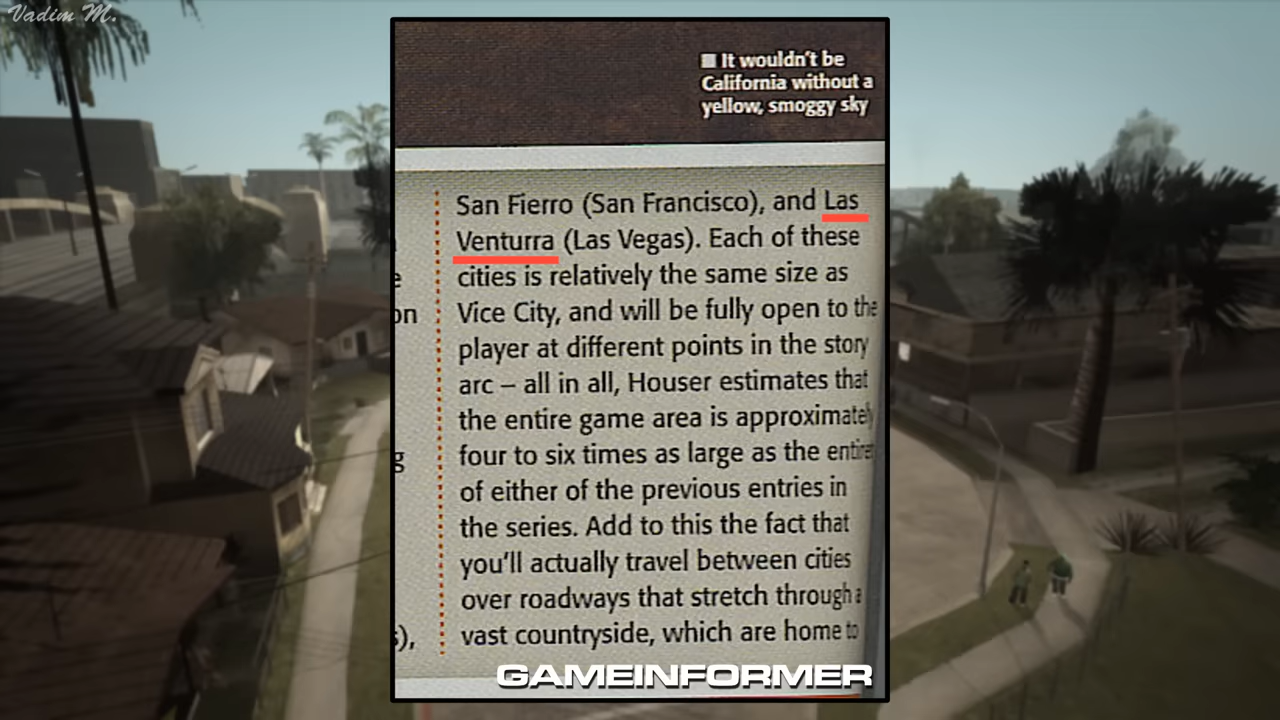 Vadim M.
■ It wouldn't be
California without a
yellow, smoggy sky
San Fierro (San Francisco), and Las
Venturra (Las Vegas). Each of these
cities is relatively the same size as
Vice City, and will be fully open to the
player at different points in the story
arc – all in all, Houser estimates that
the entire game area is approximately
four to six times as large as the
of either of the previous entries in
the series. Add to this the fact that
you'll actually travel between cities
over roadways that stretch through a
vast countryside, which are home to
on
g
s),
GAMEINFORMER